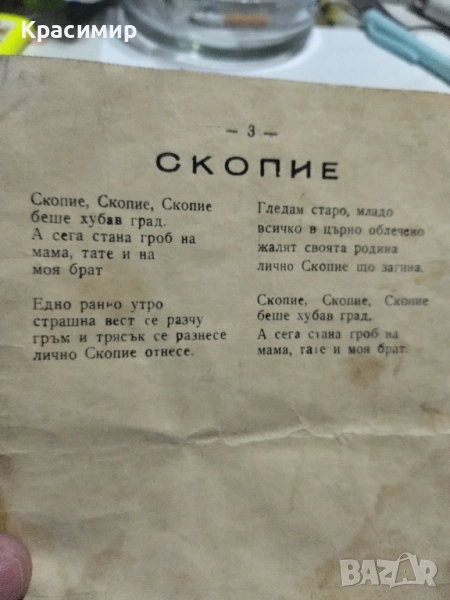 Красимир
— 3 —
СКОПИЕ
Скопие, Скопие, Скопие
беше хубав град.
А сега стана гроб на
мама, тате и на
моя брат
Едно ранно утро
страшна вест се разчу
гръм и трясък се разнесе
лично Скопие отнесе.
Гледам старо, младо
всичко в църно облечено
жалят своята родина
лично Скопие що загина.
Скопие, Скопие, Скопие
беше хубав град.
А сега стана гроб на
мама, тате и моя брат.
BAZAR